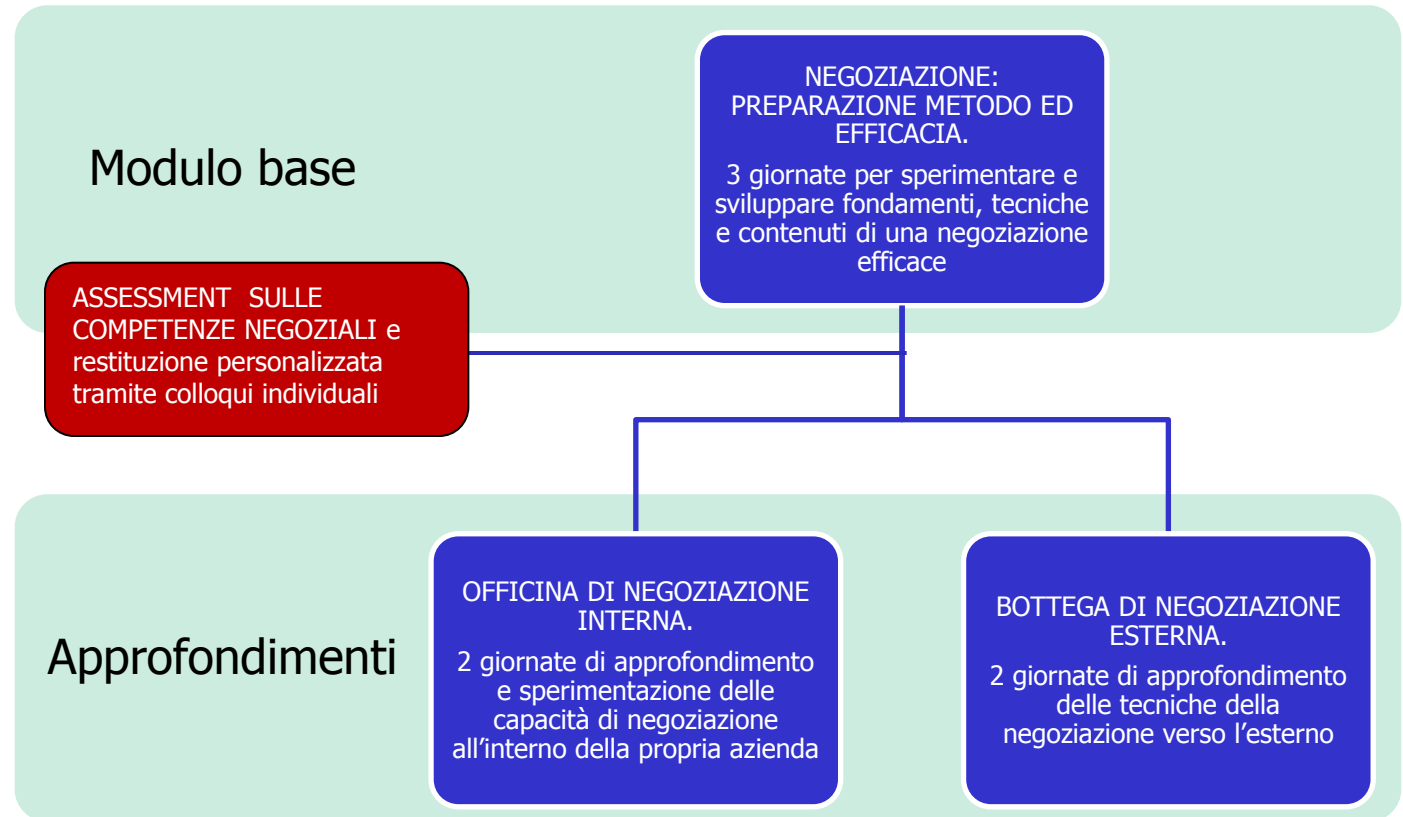 NEGOZIAZIONE:
PREPARAZIONE METODO ED
EFFICACIA.
3 giornate per sperimentare e
sviluppare fondamenti, tecniche
e contenuti di una negoziazione
efficace
Modulo base
ASSESSMENT SULLE
COMPETENZE NEGOZIALI e
restituzione personalizzata
tramite colloqui individuali
Approfondimenti
OFFICINA DI NEGOZIAZIONE
INTERNA.
2 giornate di approfondimento
e sperimentazione delle
capacità di negoziazione
all’interno della propria azienda
BOTTEGA DI NEGOZIAZIONE
ESTERNA.
2 giornate di approfondimento
delle tecniche della
negoziazione verso l’esterno